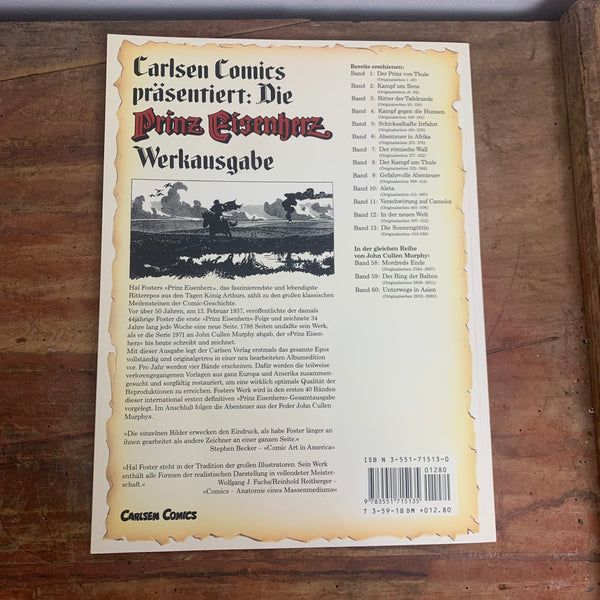 Carlsen Comics
präsentiert: Die
Prinz Eisenherz
Werkausgabe
Hal Fosters »Prinz Eisenherz«, das faszinierendste und lebendigste
Ritterepos aus den Tagen König Arthurs, zählt zu den großen klassischen
Meilensteinen der Comic-Geschichte.
Vor über 50 Jahren, am 13. Februar 1937, veröffentlichte der damals
44jährige Foster die erste »Prinz Eisenherz«-Folge und zeichnete 34
Jahre lang jede Woche eine neue Seite. 1788 Seiten umfaßte sein Werk,
als er die Serie 1971 an John Cullen Murphy abgab, der »Prinz Eisen-
herz« bis heute schreibt und zeichnet.
Mit dieser Ausgabe legt der Carlsen Verlag erstmals das gesamte Epos
vollständig und originalgetreu in einer neu bearbeiteten Albumedition
vor. Pro Jahr werden vier Bände erscheinen. Dafür werden die teilweise
verlorengegangenen Vorlagen aus ganz Europa und Amerika zusammen-
gesucht und sorgfältig restauriert, um eine wirklich optimale Qualität der
Reproduktionen zu erreichen. Fosters Werk wird in den ersten 40 Bänden
dieser international ersten definitiven »Prinz Eisenherz«-Gesamtausgabe
vorgelegt. Im Anschluß folgen die Abenteuer aus der Feder John Cullen
Murphys.
»Die einzelnen Bilder erwecken den Eindruck, als habe Foster länger an
ihnen gearbeitet als andere Zeichner an einer ganzen Seite.«
Stephen Becker – »Comic Art in America«
»Hal Foster steht in der Tradition der großen Illustratoren. Sein Werk
enthält alle Formen der realistischen Darstellung in vollendeter Meister-
schaft.«
Wolfgang J. Fuchs/Reinhold Reitberger –
»Comics – Anatomie eines Massenmediums«
CARLSEN COMICS
Bereits erschienen:
Band 1: Der Prinz von Thule
(Originalseiten 1–46)
Band 2: Kampf um Ilene
(Originalseiten 47–92)
Band 3: Ritter der Tafelrunde
Band 4: Kampf gegen die Hunnen
Band 5: Schicksalhafte Irrfahrt
Band 6: Abenteuer in Afrika
Band 7: Der römische Wall
Band 8: Der Kampf um Thule
Band 9: Gefahrvolle Abenteuer
Band 10: Aleta
Band 11: Verschwörung auf Camelot
Band 12: In der neuen Welt
Band 13: Die Sonnengöttin
In der gleichen Reihe
von John Cullen Murphy:
Band 58: Mordreds Ende
Band 59: Der Ring der Balten
Band 60: Unterwegs in Asien
ISBN 3-551-71513-0
01280
9 783551 715135
T 3-59-18 DM +012.80